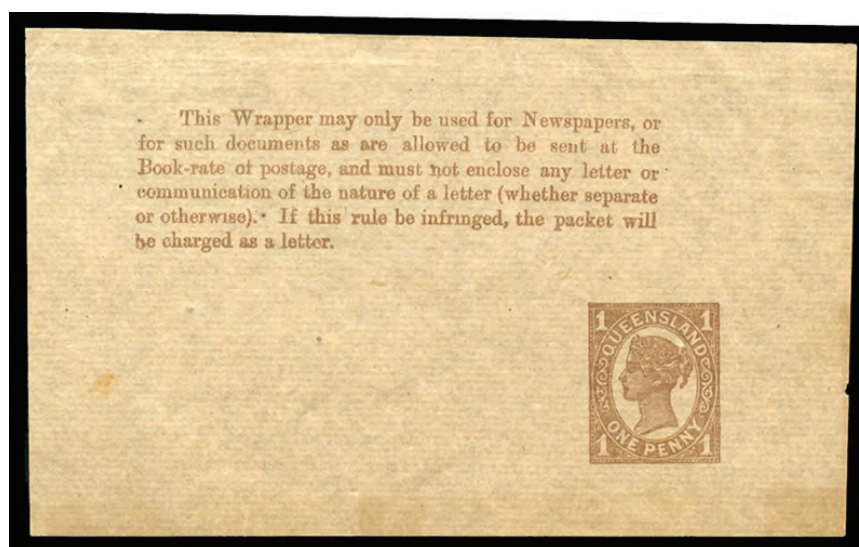 This Wrapper may only be used for Newspapers, or
for such documents as are allowed to be sent at the
Book-rate of postage, and must not enclose any letter or
communication of the nature of a letter (whether separate
or otherwise). If this rule be infringed, the packet will
be charged as a letter.
1 1
QUEENSLAND
ONE PENNY
1 1